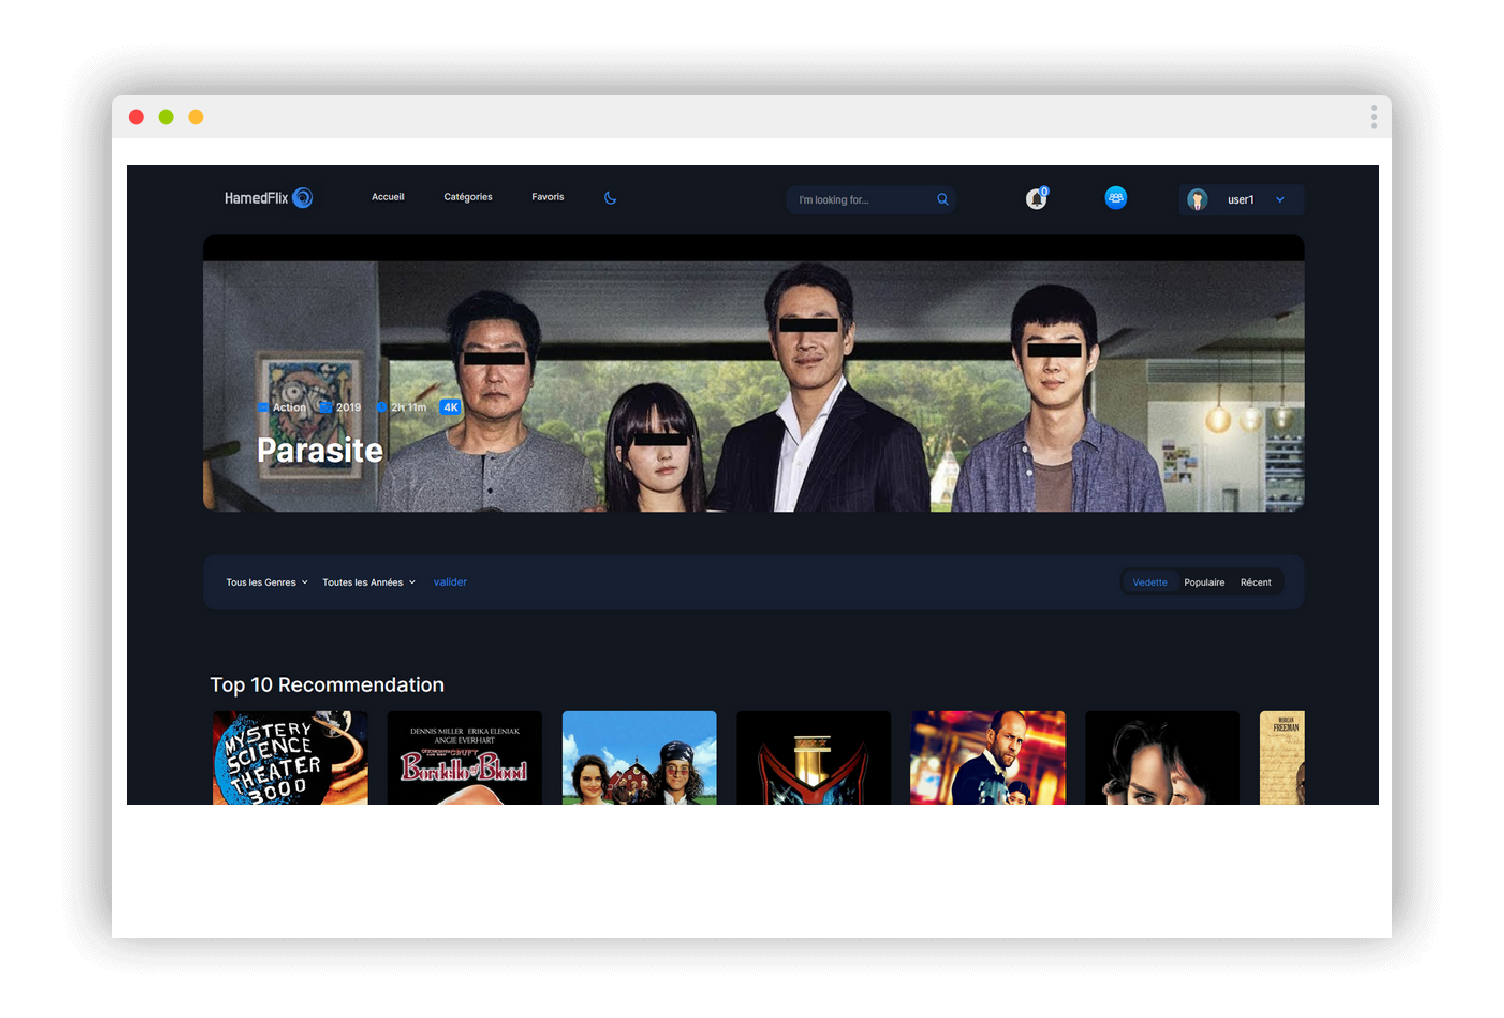 HamedFlix
Accueil
Catégories
Favoris
I'm looking for...
0
user1
Action
2019
2h 11m
4K
Parasite
Tous les Genres
Toutes les Années
valider
Vedette
Populaire
Récent
Top 10 Recommendation
MYSTERY
SCIENCE
THEATER
3000
DENNIS MILLER ERIKA ELENIAK
ANGIE EVERHART
Bordello of Blood
MORGAN
FREEMAN